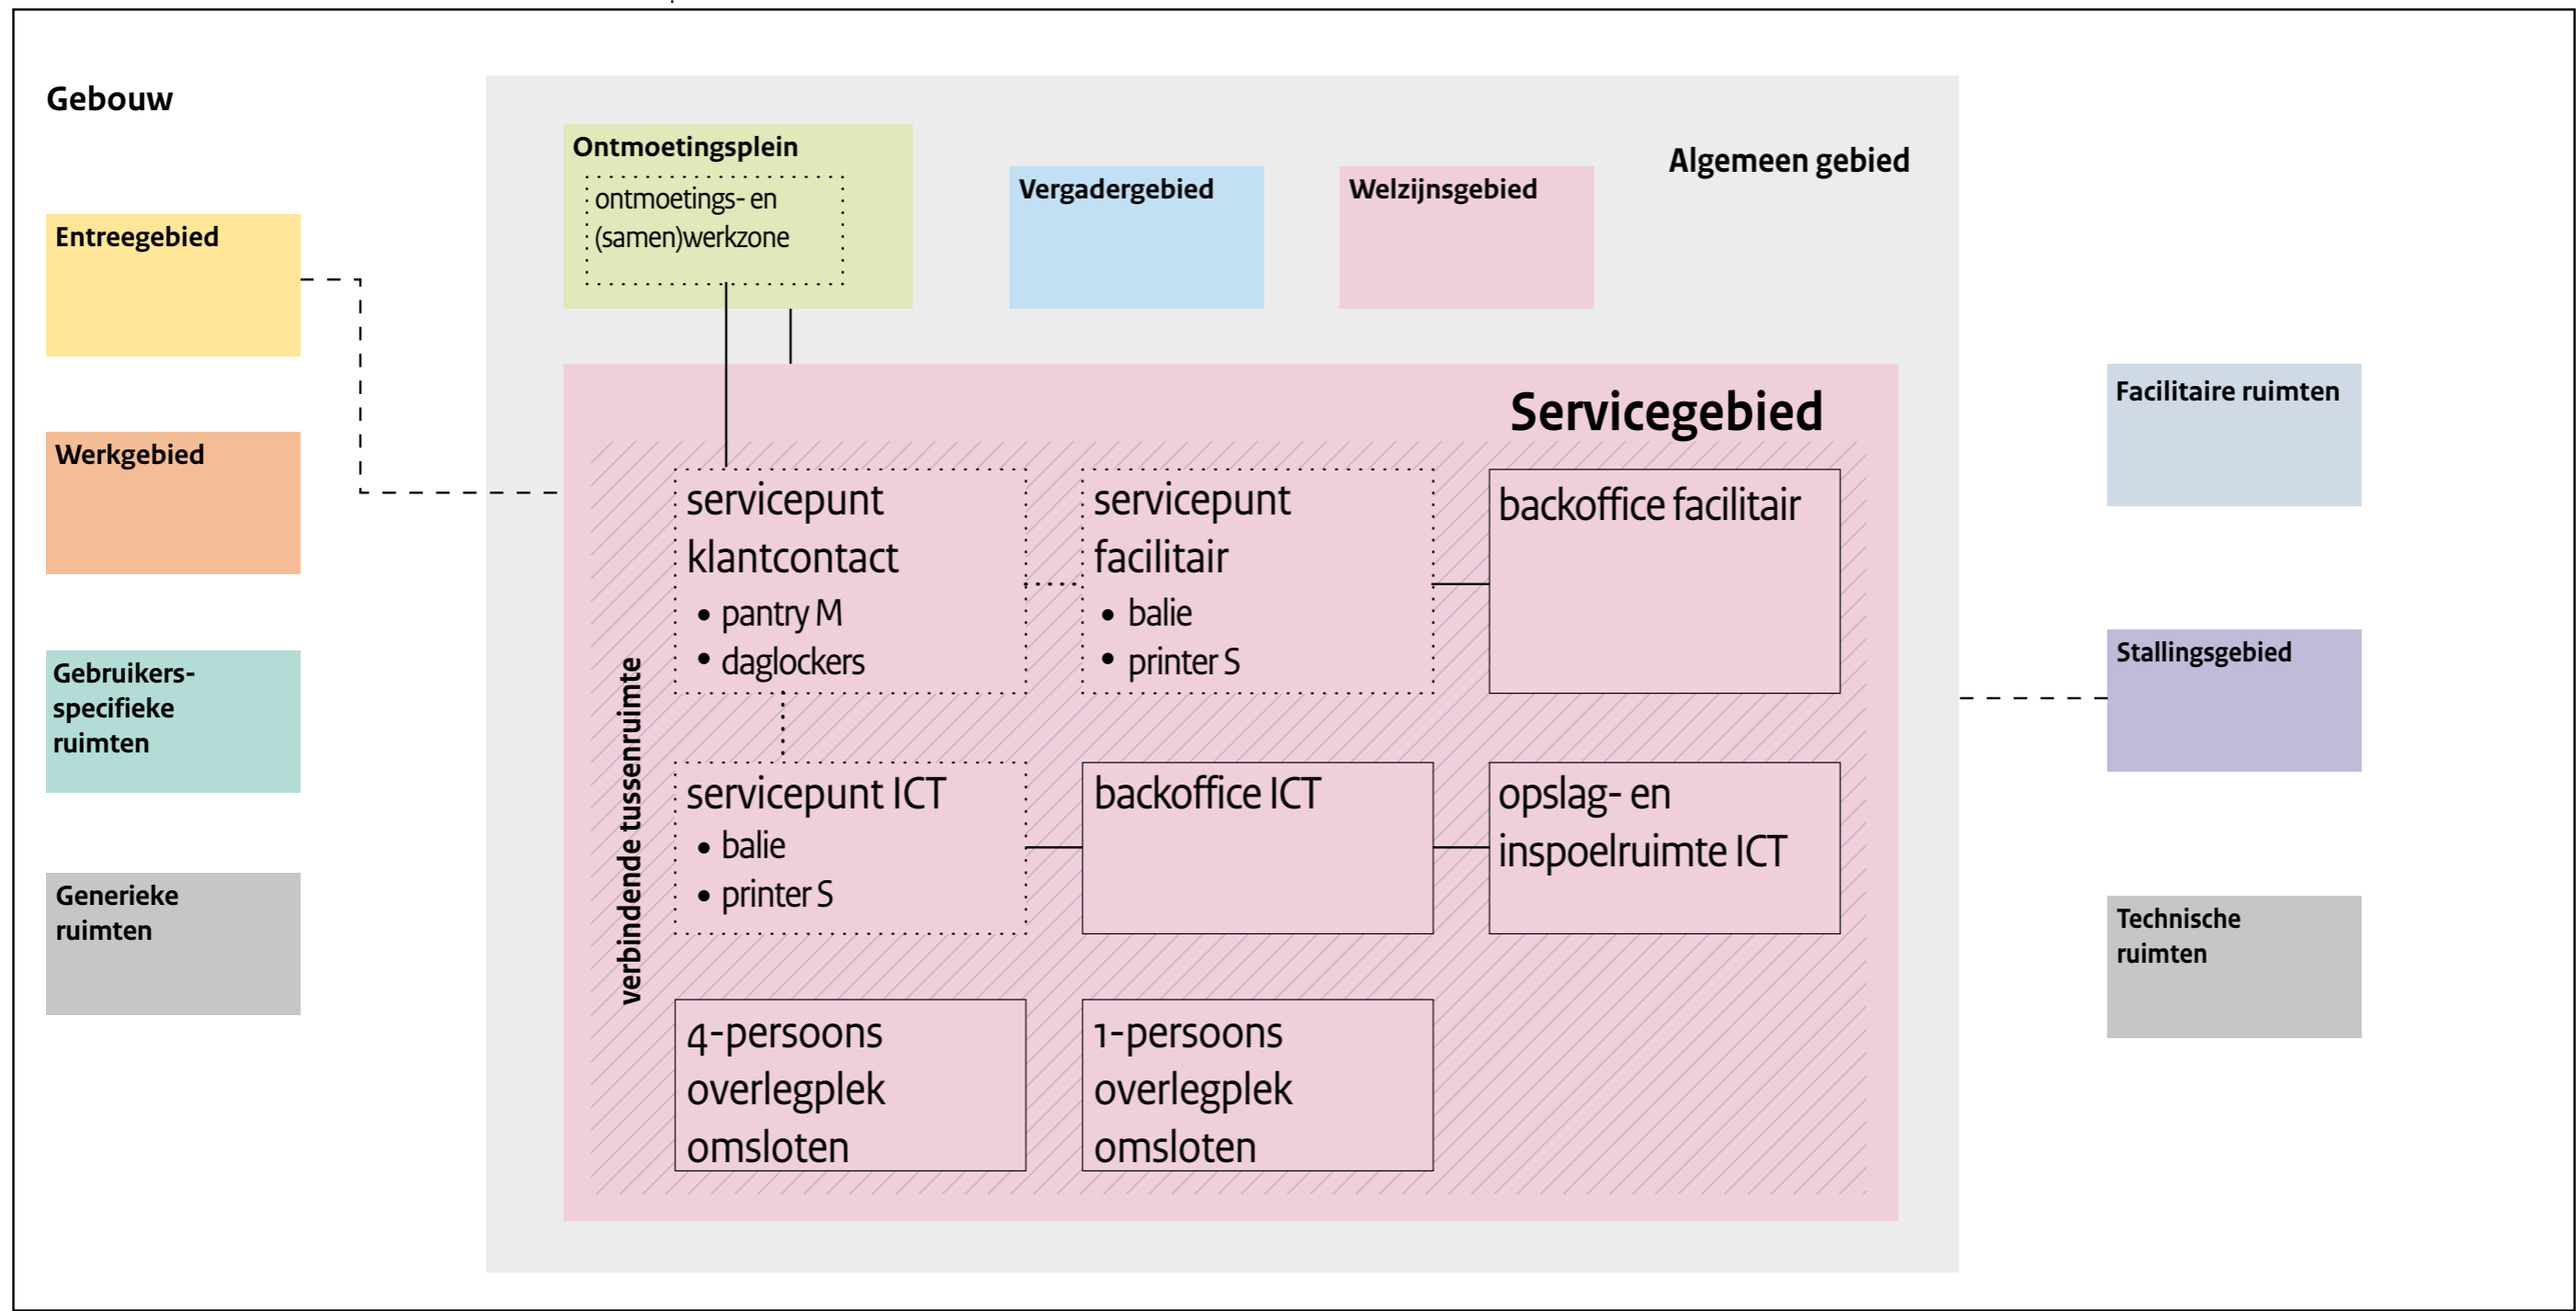 Gebouw
Entreegebied
Werkgebied
Gebruikers-
specifieke
ruimten
Generieke
ruimten
Algemeen gebied
Ontmoetingsplein
ontmoetings- en
(samen)werkzone
Vergadergebied
Welzijnsgebied
Servicegebied
verbindende tussenruimte
servicepunt
klantcontact
• pantry M
• daglockers
servicepunt
facilitair
• balie
• printer S
backoffice facilitair
servicepunt ICT
• balie
• printer S
backoffice ICT
opslag- en
inspoelruimte ICT
4-persoons
overlegplek
omsloten
1-persoons
overlegplek
omsloten
Facilitaire ruimten
Stallingsgebied
Technische
ruimten